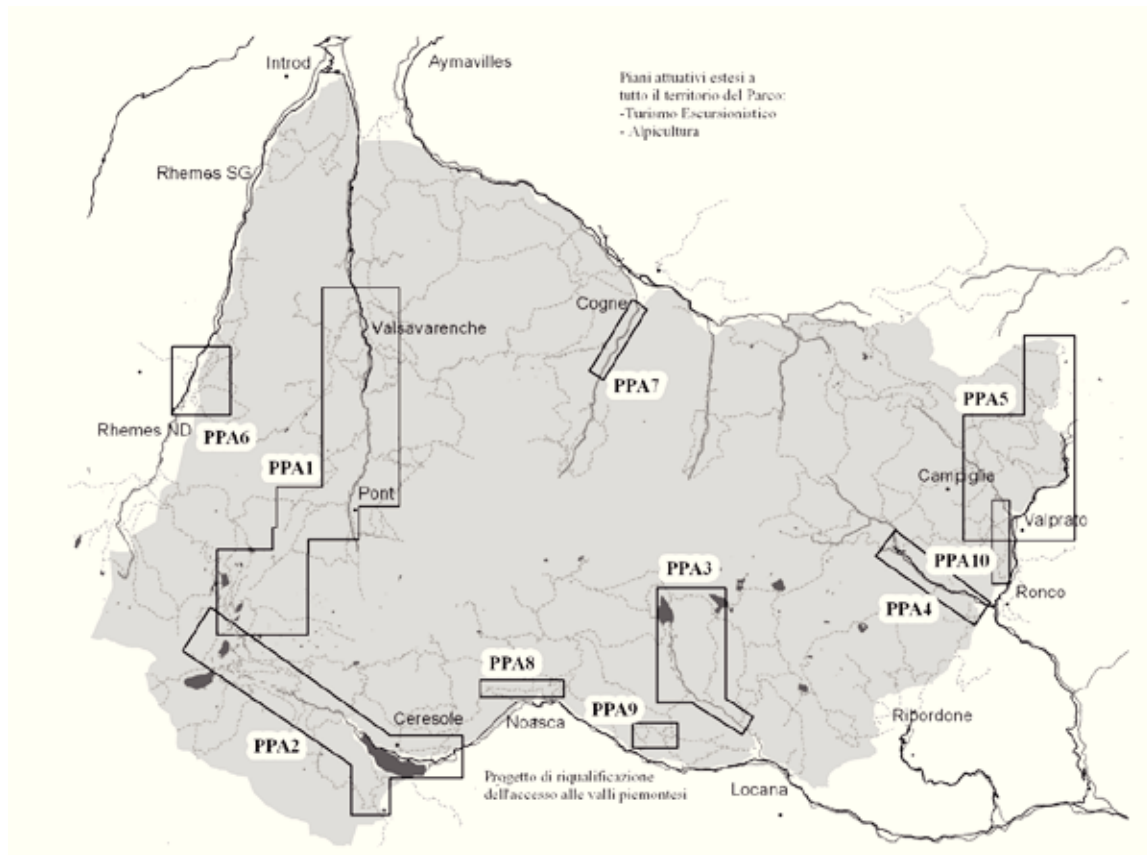 Introd
Aymavilles
Piani attuativi estesi a
tutto il territorio del Parco:
-Turismo Escursionistico
- Alpicultura
Rhemes SG
Cogne
Valsavarenche
PPA7
PPA5
Rhemes ND
PPA6
PPA1
Campiglie
Pont
Valprato
PPA10
PPA3
Ronco
PPA4
PPA8
Ceresole
Noasca
PPA9
Ribordone
PPA2
Progetto di riqualificazione
dell'accesso alle valli piemontesi
Locana